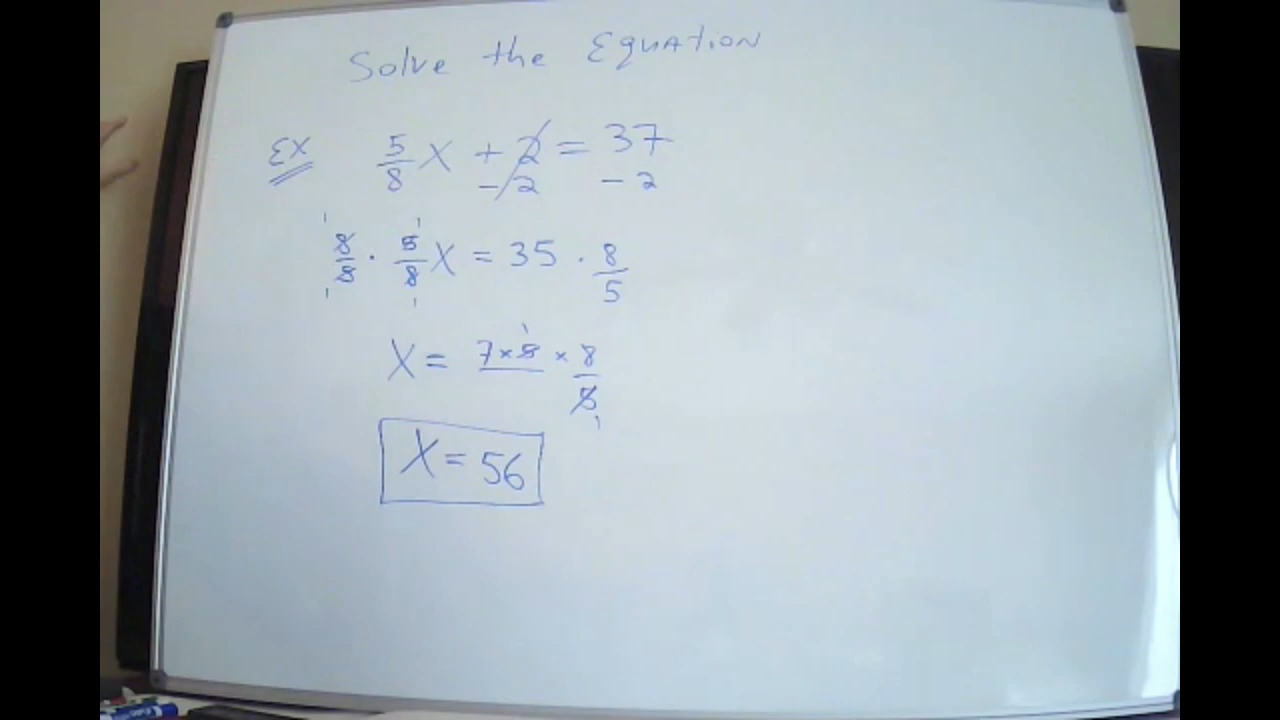 Solve the Equation
Ex 5/8 X + 2 = 37
- 2 - 2
8/5 · 5/8 X = 35 · 8/5
X = 7 × 5 × 8/5
X = 56